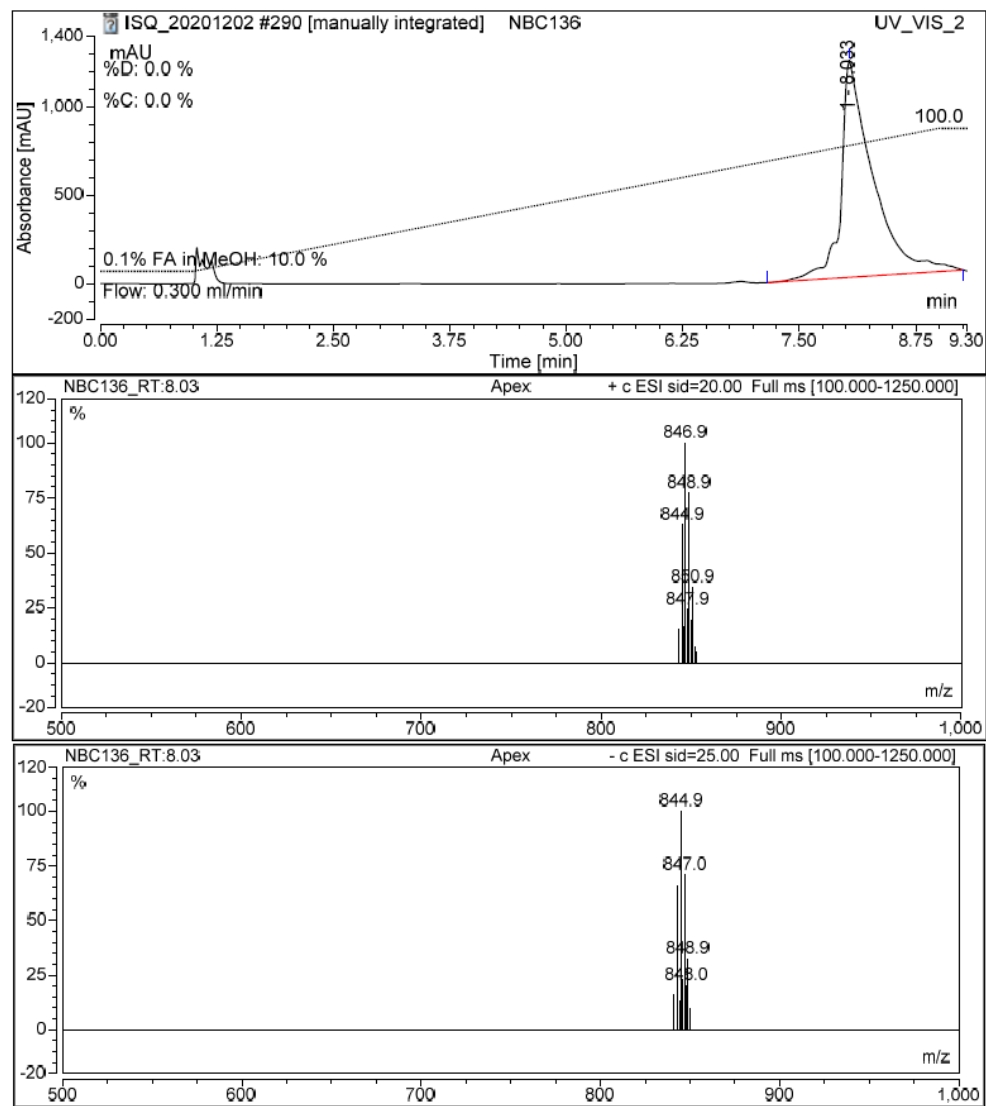 ISQ_20201202 #290 [manually integrated] NBC136 UV_VIS_2
1,400
mAU
%D: 0.0 %
%C: 0.0 %
1,000
500
0
-200
Absorbance [mAU]
1 - 8.033
100.0
0.1% FA in MeOH: 10.0 %
Flow: 0.300 ml/min
min
0.00 1.25 2.50 3.75 5.00 6.25 7.50 8.75 9.30
Time [min]
NBC136_RT:8.03 Apex + c ESI sid=20.00 Full ms [100.000-1250.000]
120
%
100
75
50
25
0
-20
846.9
848.9
844.9
850.9
847.9
m/z
500 600 700 800 900 1,000
NBC136_RT:8.03 Apex - c ESI sid=25.00 Full ms [100.000-1250.000]
120
%
100
75
50
25
0
-20
844.9
847.0
848.9
m/z
500 600 700 800 900 1,000